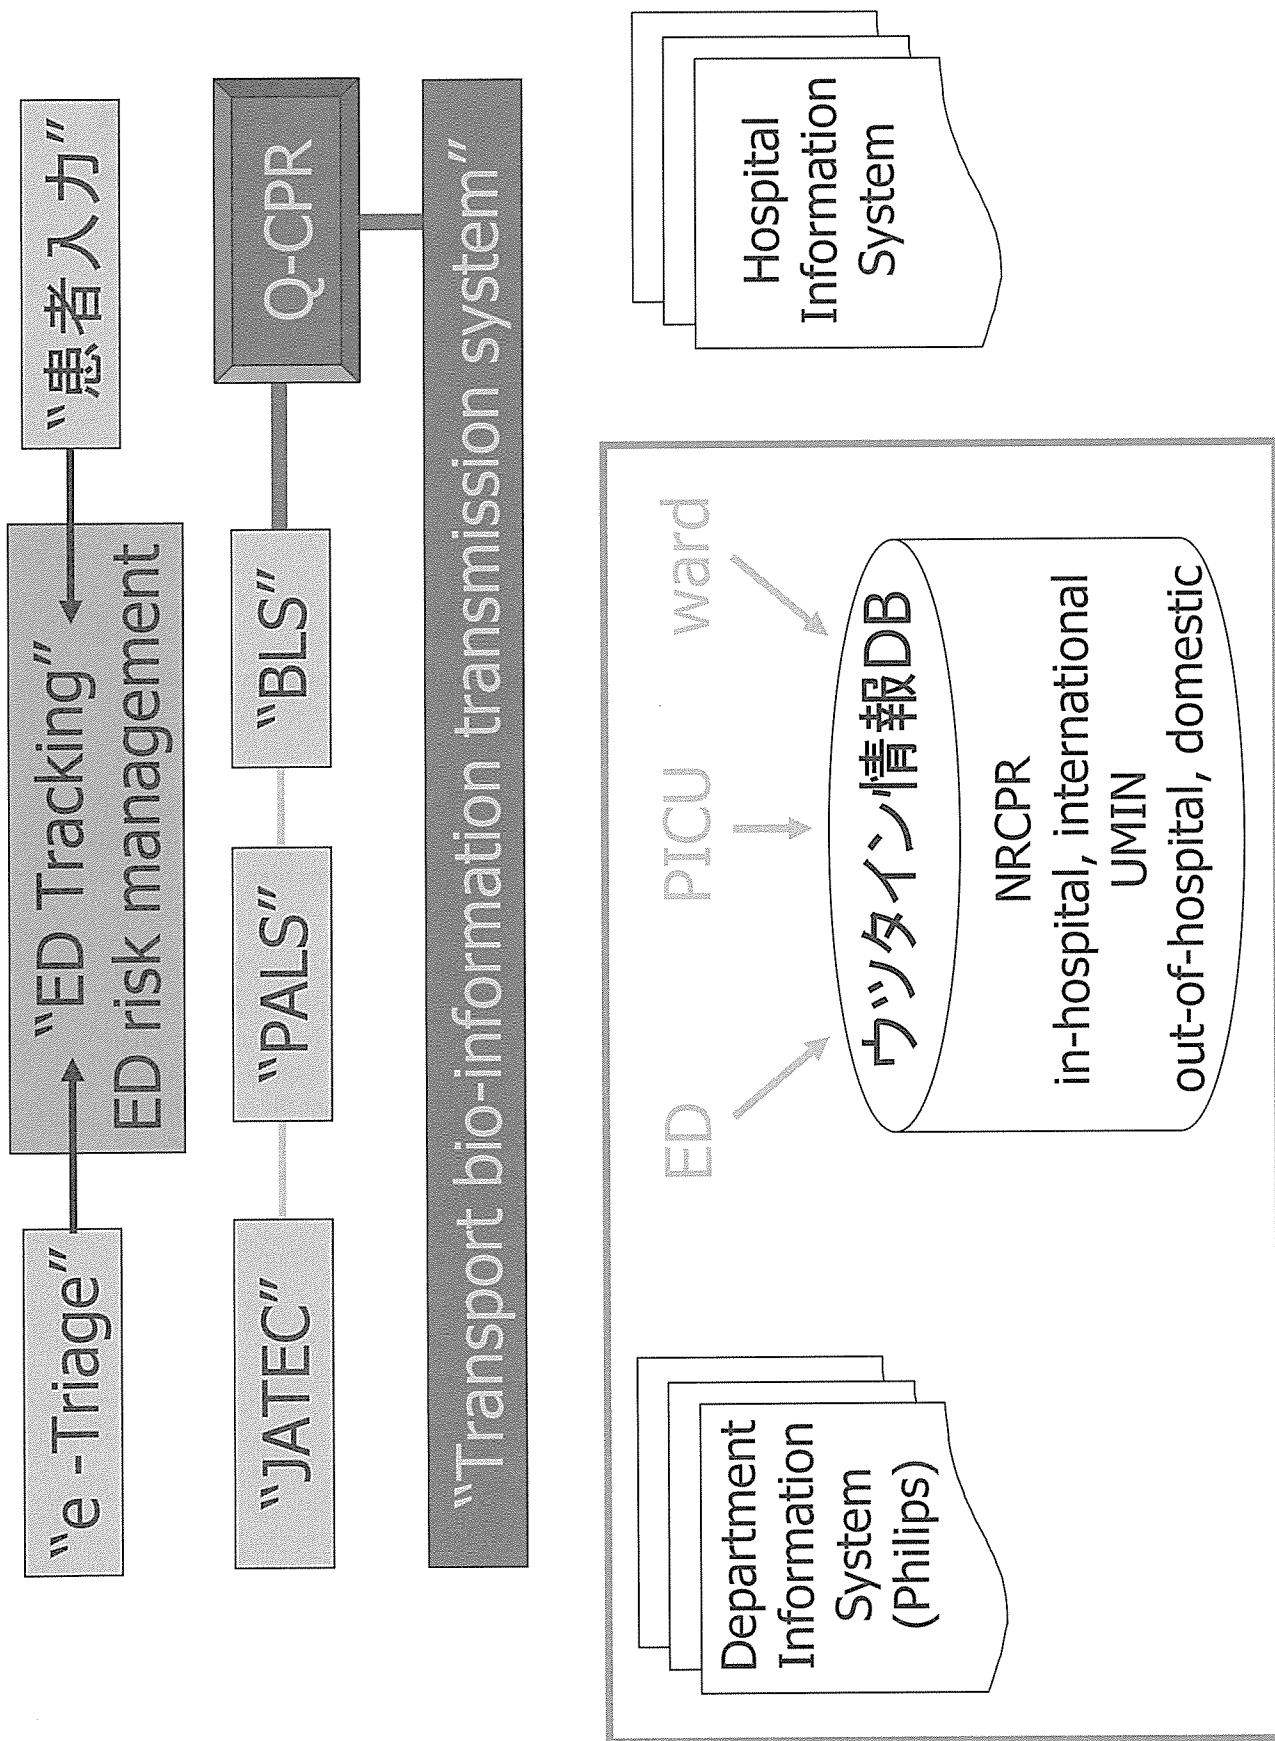 “e -Triage”
“ED Tracking”
ED risk management
“患者入力”
“JATEC”
“PALS”
“BLS”
Q-CPR
“Transport bio-information transmission system”
Department
Information
System
(Philips)
ED
PICU
ward
ウツタイン情報DB
NRCPR
in-hospital, international
UMIN
out-of-hospital, domestic
Hospital
Information
System